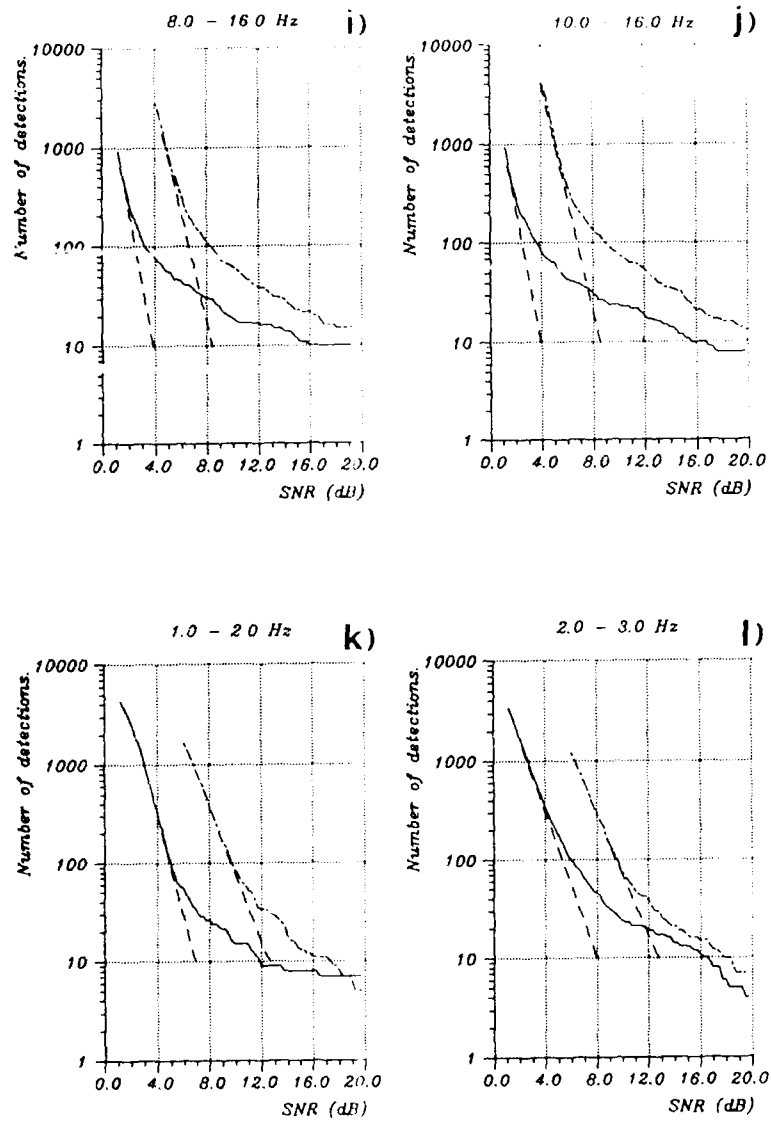 8.0 - 16.0 Hz i)
10.0 - 16.0 Hz j)
Number of detections.
10000
1000
100
10
1
0.0 4.0 8.0 12.0 16.0 20.0
SNR (dB)
Number of detections.
10000
1000
100
10
1
0.0 4.0 8.0 12.0 16.0 20.0
SNR (dB)
1.0 - 2.0 Hz k)
2.0 - 3.0 Hz l)
Number of detections.
10000
1000
100
10
1
0.0 4.0 8.0 12.0 16.0 20.0
SNR (dB)
Number of detections.
10000
1000
100
10
1
0.0 4.0 8.0 12.0 16.0 20.0
SNR (dB)